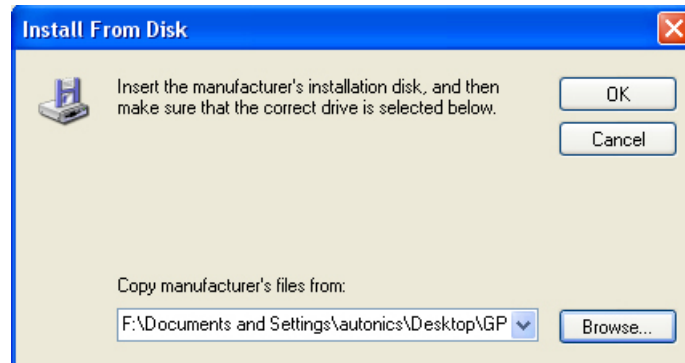 Install From Disk
Insert the manufacturer's installation disk, and then
make sure that the correct drive is selected below.
OK
Cancel
Copy manufacturer's files from:
F:\Documents and Settings\autonics\Desktop\GP
Browse...